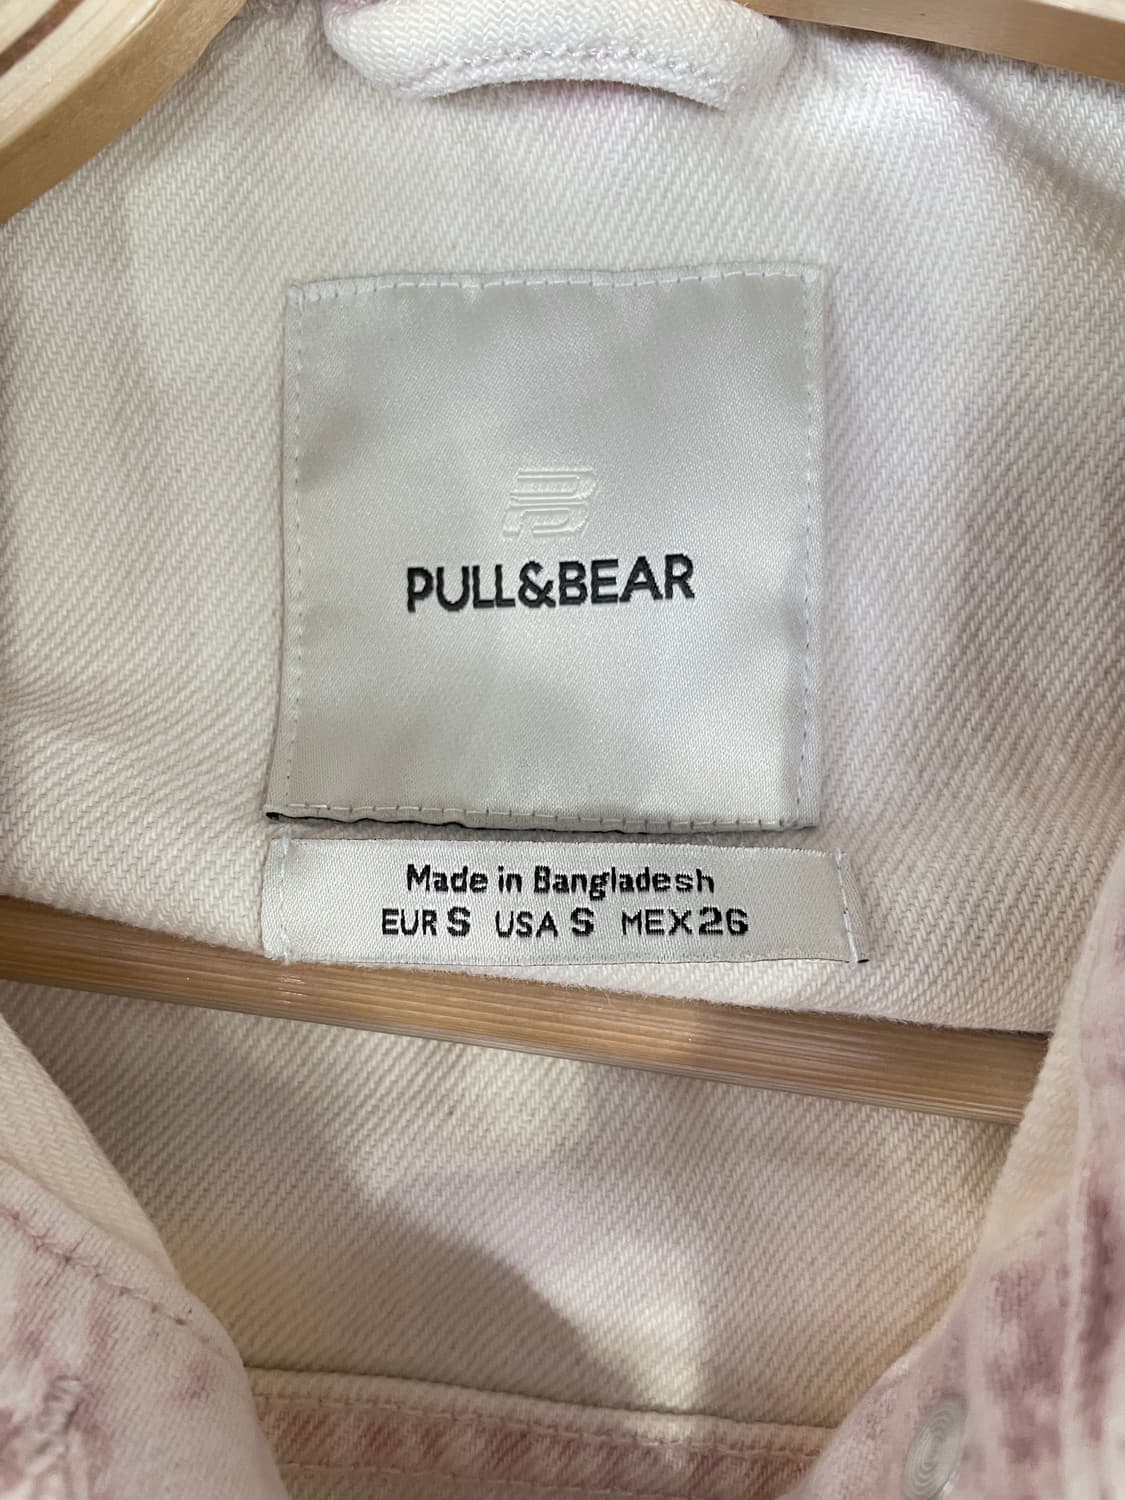 PULL&BEAR
Made in Bangladesh
EUR S USA S MEX 26